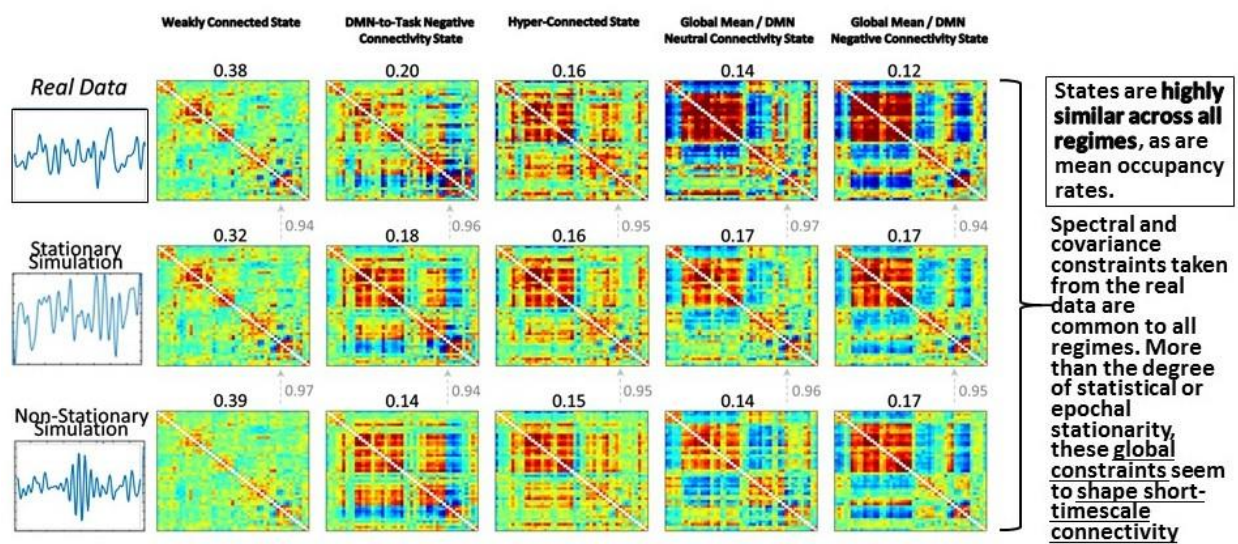 Weakly Connected State
DMN-to-Task Negative
Connectivity State
Hyper-Connected State
Global Mean / DMN
Neutral Connectivity State
Global Mean / DMN
Negative Connectivity State
Real Data
0.38
0.20
0.16
0.14
0.12
0.94
0.96
0.95
0.97
0.94
Stationary
Simulation
0.32
0.18
0.16
0.17
0.17
0.97
0.94
0.95
0.96
0.95
Non-Stationary
Simulation
0.39
0.14
0.15
0.14
0.17
States are highly
similar across all
regimes, as are
mean occupancy
rates.
Spectral and
covariance
constraints taken
from the real
data are
common to all
regimes. More
than the degree
of statistical or
epochal
stationarity,
these global
constraints seem
to shape short-
timescale
connectivity